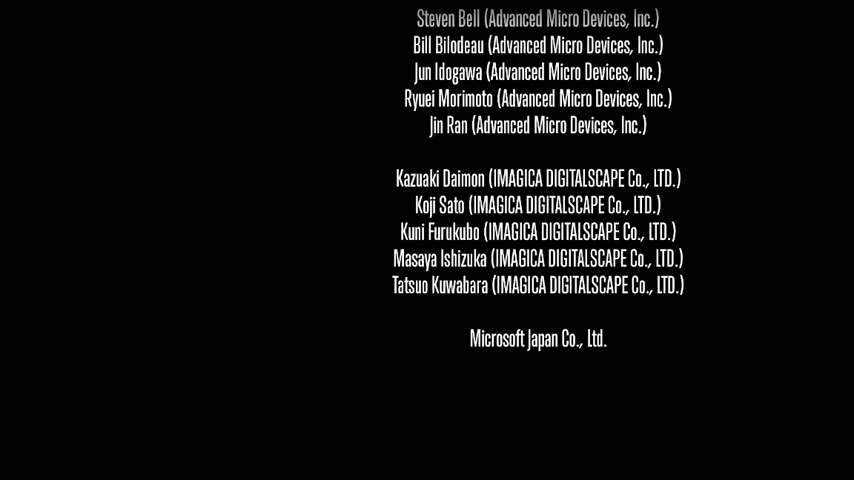 Steven Bell (Advanced Micro Devices, Inc.)
Bill Bilodeau (Advanced Micro Devices, Inc.)
Jun Idogawa (Advanced Micro Devices, Inc.)
Ryuei Morimoto (Advanced Micro Devices, Inc.)
Jin Ran (Advanced Micro Devices, Inc.)
Kazuaki Daimon (IMAGICA DIGITALSCAPE Co., LTD.)
Koji Sato (IMAGICA DIGITALSCAPE Co., LTD.)
Kuni Furukubo (IMAGICA DIGITALSCAPE Co., LTD.)
Masaya Ishizuka (IMAGICA DIGITALSCAPE Co., LTD.)
Tatsuo Kuwabara (IMAGICA DIGITALSCAPE Co., LTD.)
Microsoft Japan Co., Ltd.